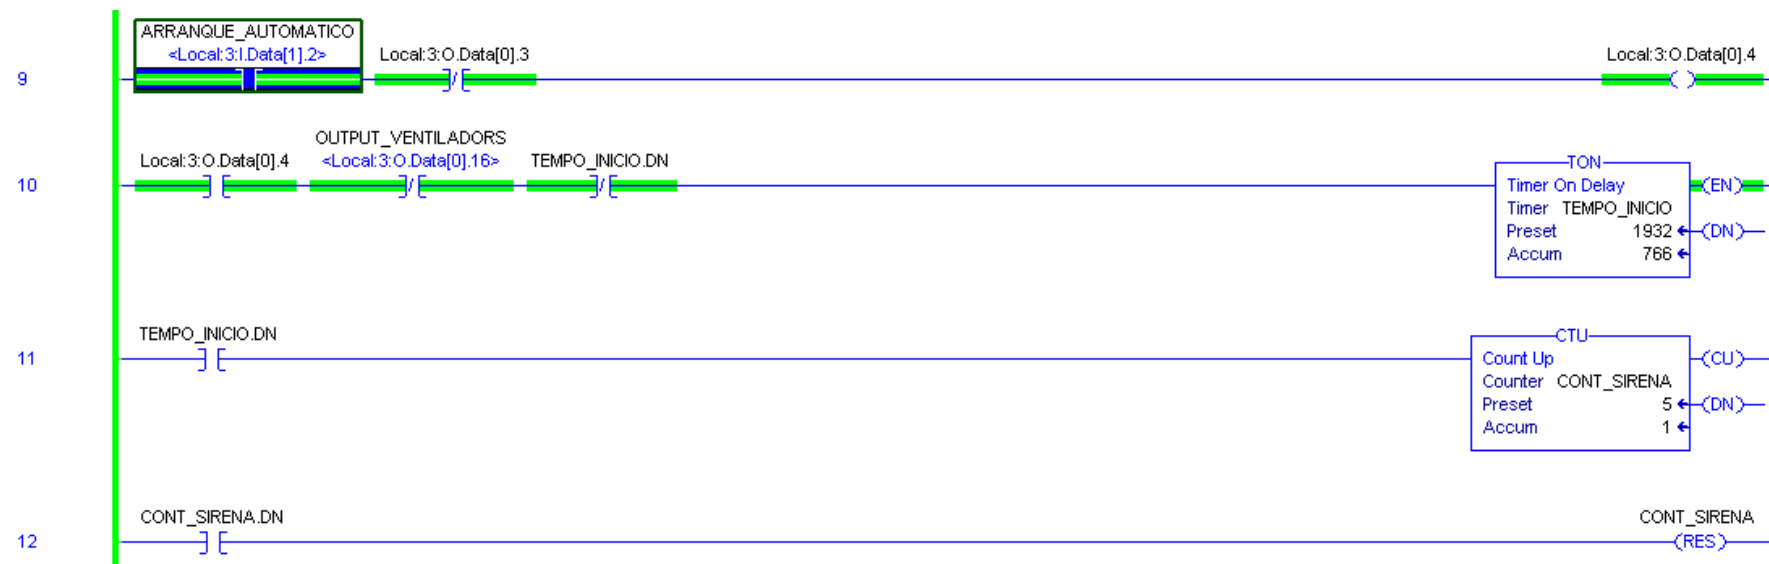 ARRANQUE_AUTOMATICO
<Local:3:I.Data[1].2>
Local:3:O.Data[0].3
Local:3:O.Data[0].4
9
OUTPUT_VENTILADORS
Local:3:O.Data[0].4
<Local:3:O.Data[0].16>
TEMPO_INICIO.DN
10
TON
Timer On Delay
(EN)
Timer TEMPO_INICIO
Preset 1932
(DN)
Accum 766
TEMPO_INICIO.DN
11
CTU
Count Up
(CU)
Counter CONT_SIRENA
Preset 5
(DN)
Accum 1
CONT_SIRENA.DN
CONT_SIRENA
12
(RES)